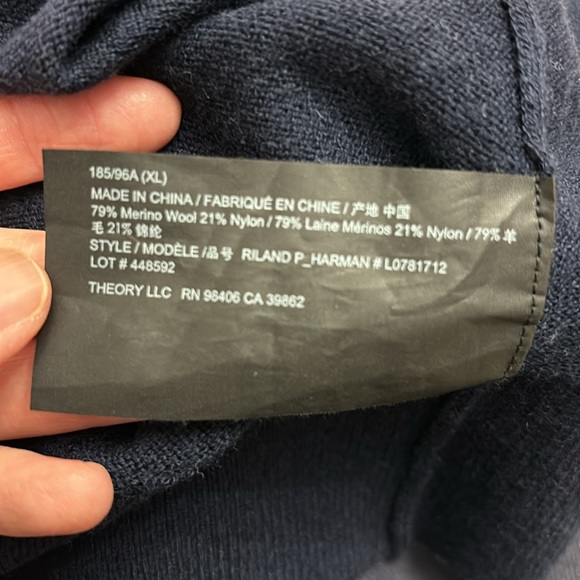 185/96A (XL)
MADE IN CHINA / FABRIQUÉ EN CHINE / 产地 中国
79% Merino Wool 21% Nylon / 79% Laine Mérinos 21% Nylon / 79% 羊
毛 21% 锦纶
STYLE / MODÈLE /品号 RILAND P_HARMAN # L0781712
LOT # 448592
THEORY LLC RN 98406 CA 39862